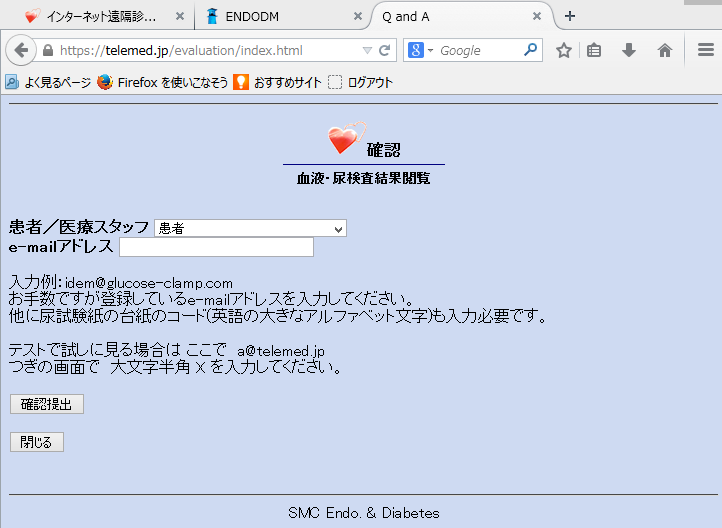 インターネット遠隔診...
ENDODM
Q and A
https://telemed.jp/evaluation/index.html
Google
よく見るページ
Firefox を使いこなそう
おすすめサイト
ログアウト
確認
血液・尿検査結果閲覧
患者／医療スタッフ 患者
e-mailアドレス
入力例：idem@glucose-clamp.com
お手数ですが登録しているe-mailアドレスを入力してください。
他に尿試験紙の台紙のコード(英語の大きなアルファベット文字)も入力必要です。
テストで試しに見る場合は ここで a@telemed.jp
つぎの画面で 大文字半角 X を入力してください。
確認提出
閉じる
SMC Endo. & Diabetes